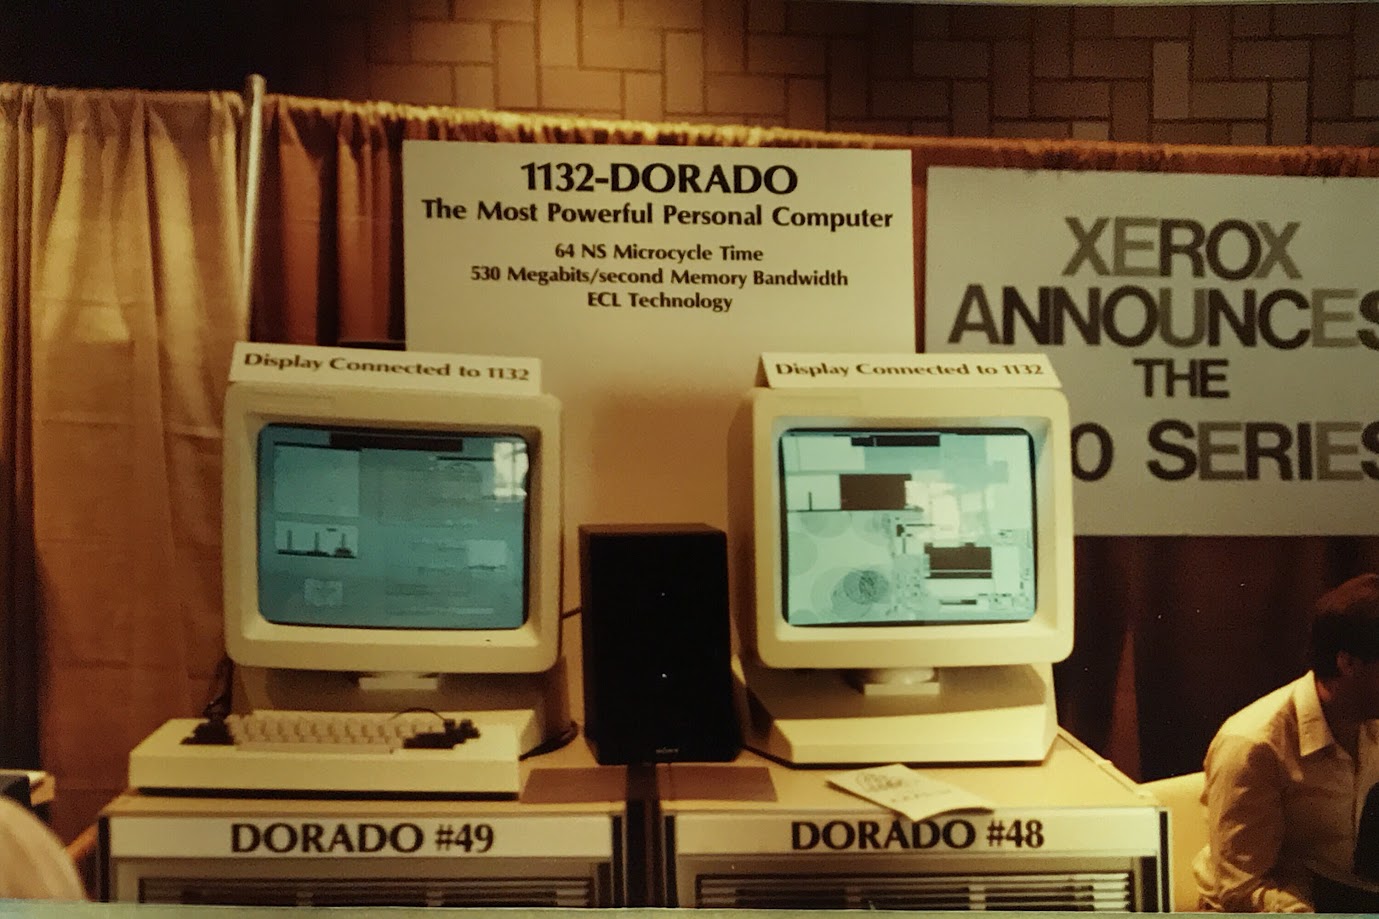 1132-DORADO
The Most Powerful Personal Computer
64 NS Microcycle Time
530 Megabits/second Memory Bandwidth
ECL Technology
XEROX
ANNOUNCES
THE
0 SERIES
Display Connected to 1132
Display Connected to 1132
SONY
DORADO #49
DORADO #48